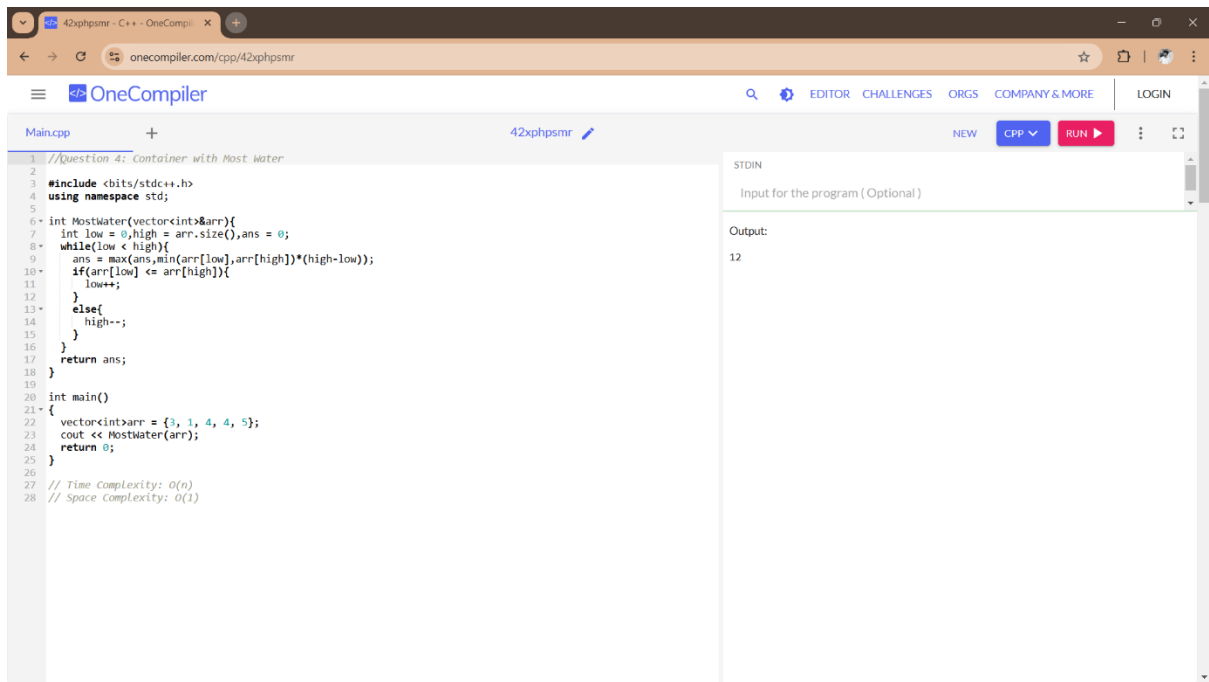 42xphpsmr - C++ - OneCompil
onecompiler.com/cpp/42xphpsmr
OneCompiler
EDITOR CHALLENGES ORGS COMPANY & MORE LOGIN
Main.cpp
42xphpsmr
NEW CPP RUN
1 //Question 4: Container with Most Water
2
3 #include <bits/stdc++.h>
4 using namespace std;
5
6 int MostWater(vector<int>&arr){
7 int low = 0,high = arr.size(),ans = 0;
8 while(low < high){
9 ans = max(ans,min(arr[low],arr[high])*(high-low));
10 if(arr[low] <= arr[high]){
11 low++;
12 }
13 else{
14 high--;
15 }
16 }
17 return ans;
18 }
19
20 int main()
21 {
22 vector<int>arr = {3, 1, 4, 4, 5};
23 cout << MostWater(arr);
24 return 0;
25 }
26
27 // Time Complexity: O(n)
28 // Space Complexity: O(1)
STDIN
Input for the program ( Optional )
Output:
12